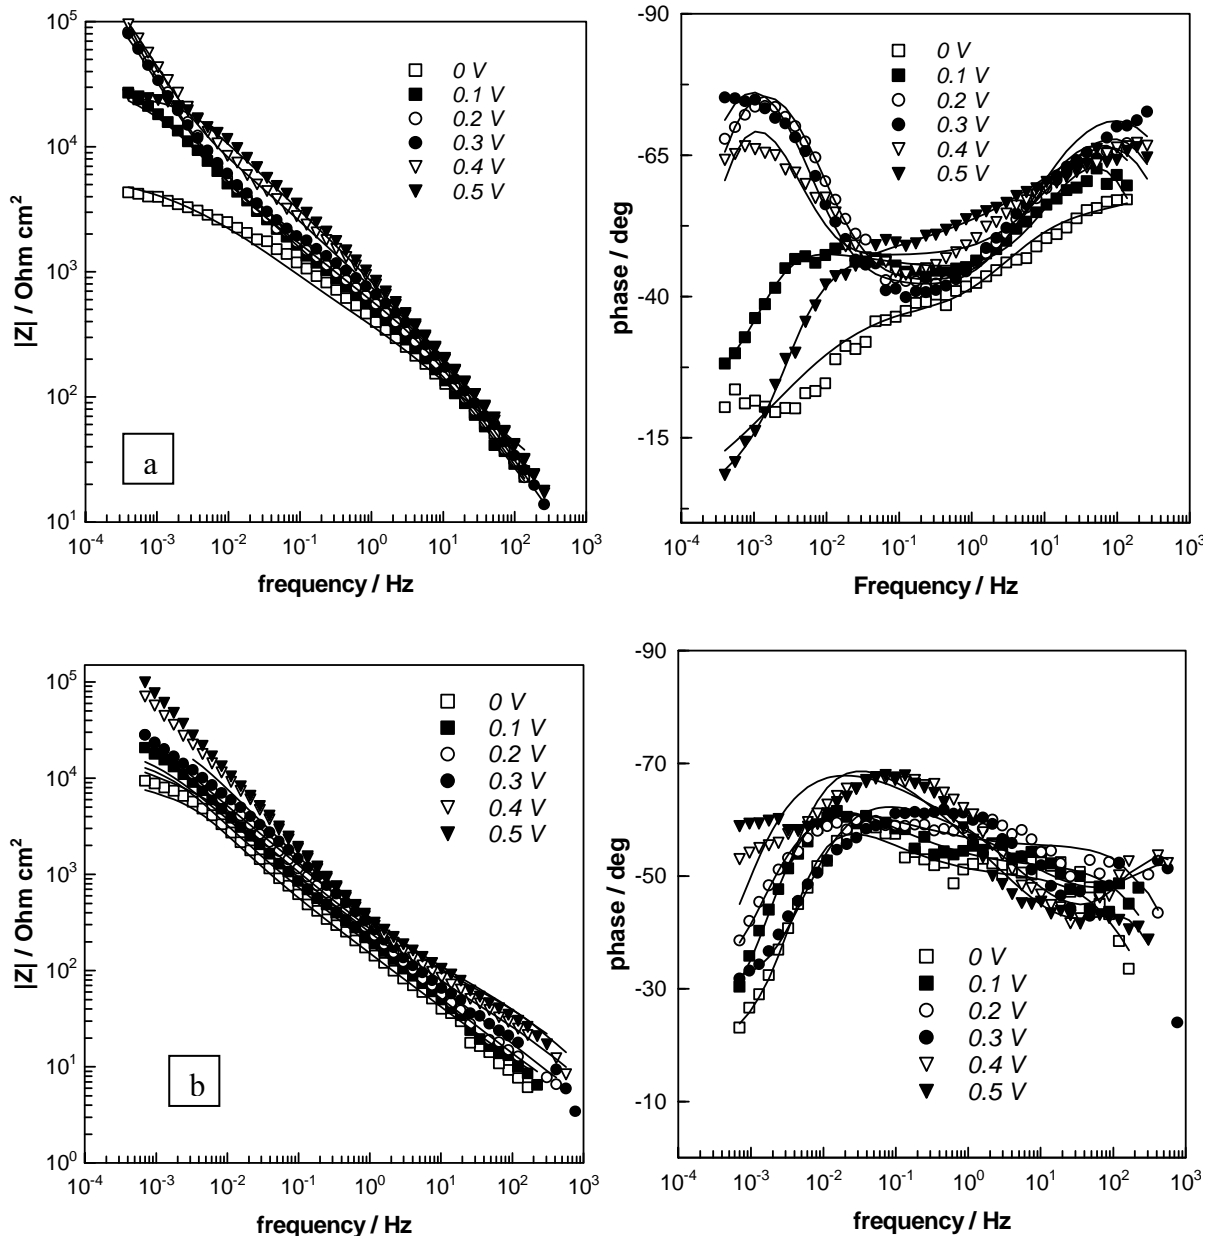 10^5
10^4
10^3
10^2
10^1
|Z| / Ohm cm^2
0 V
0.1 V
0.2 V
0.3 V
0.4 V
0.5 V
a
10^-4 10^-3 10^-2 10^-1 10^0 10^1 10^2 10^3
frequency / Hz
-90
-65
-40
-15
phase / deg
0 V
0.1 V
0.2 V
0.3 V
0.4 V
0.5 V
10^-4 10^-3 10^-2 10^-1 10^0 10^1 10^2 10^3
Frequency / Hz
10^5
10^4
10^3
10^2
10^1
10^0
|Z| / Ohm cm^2
0 V
0.1 V
0.2 V
0.3 V
0.4 V
0.5 V
b
10^-4 10^-3 10^-2 10^-1 10^0 10^1 10^2 10^3
frequency / Hz
-90
-70
-50
-30
-10
phase / deg
0 V
0.1 V
0.2 V
0.3 V
0.4 V
0.5 V
10^-4 10^-3 10^-2 10^-1 10^0 10^1 10^2 10^3
frequency / Hz